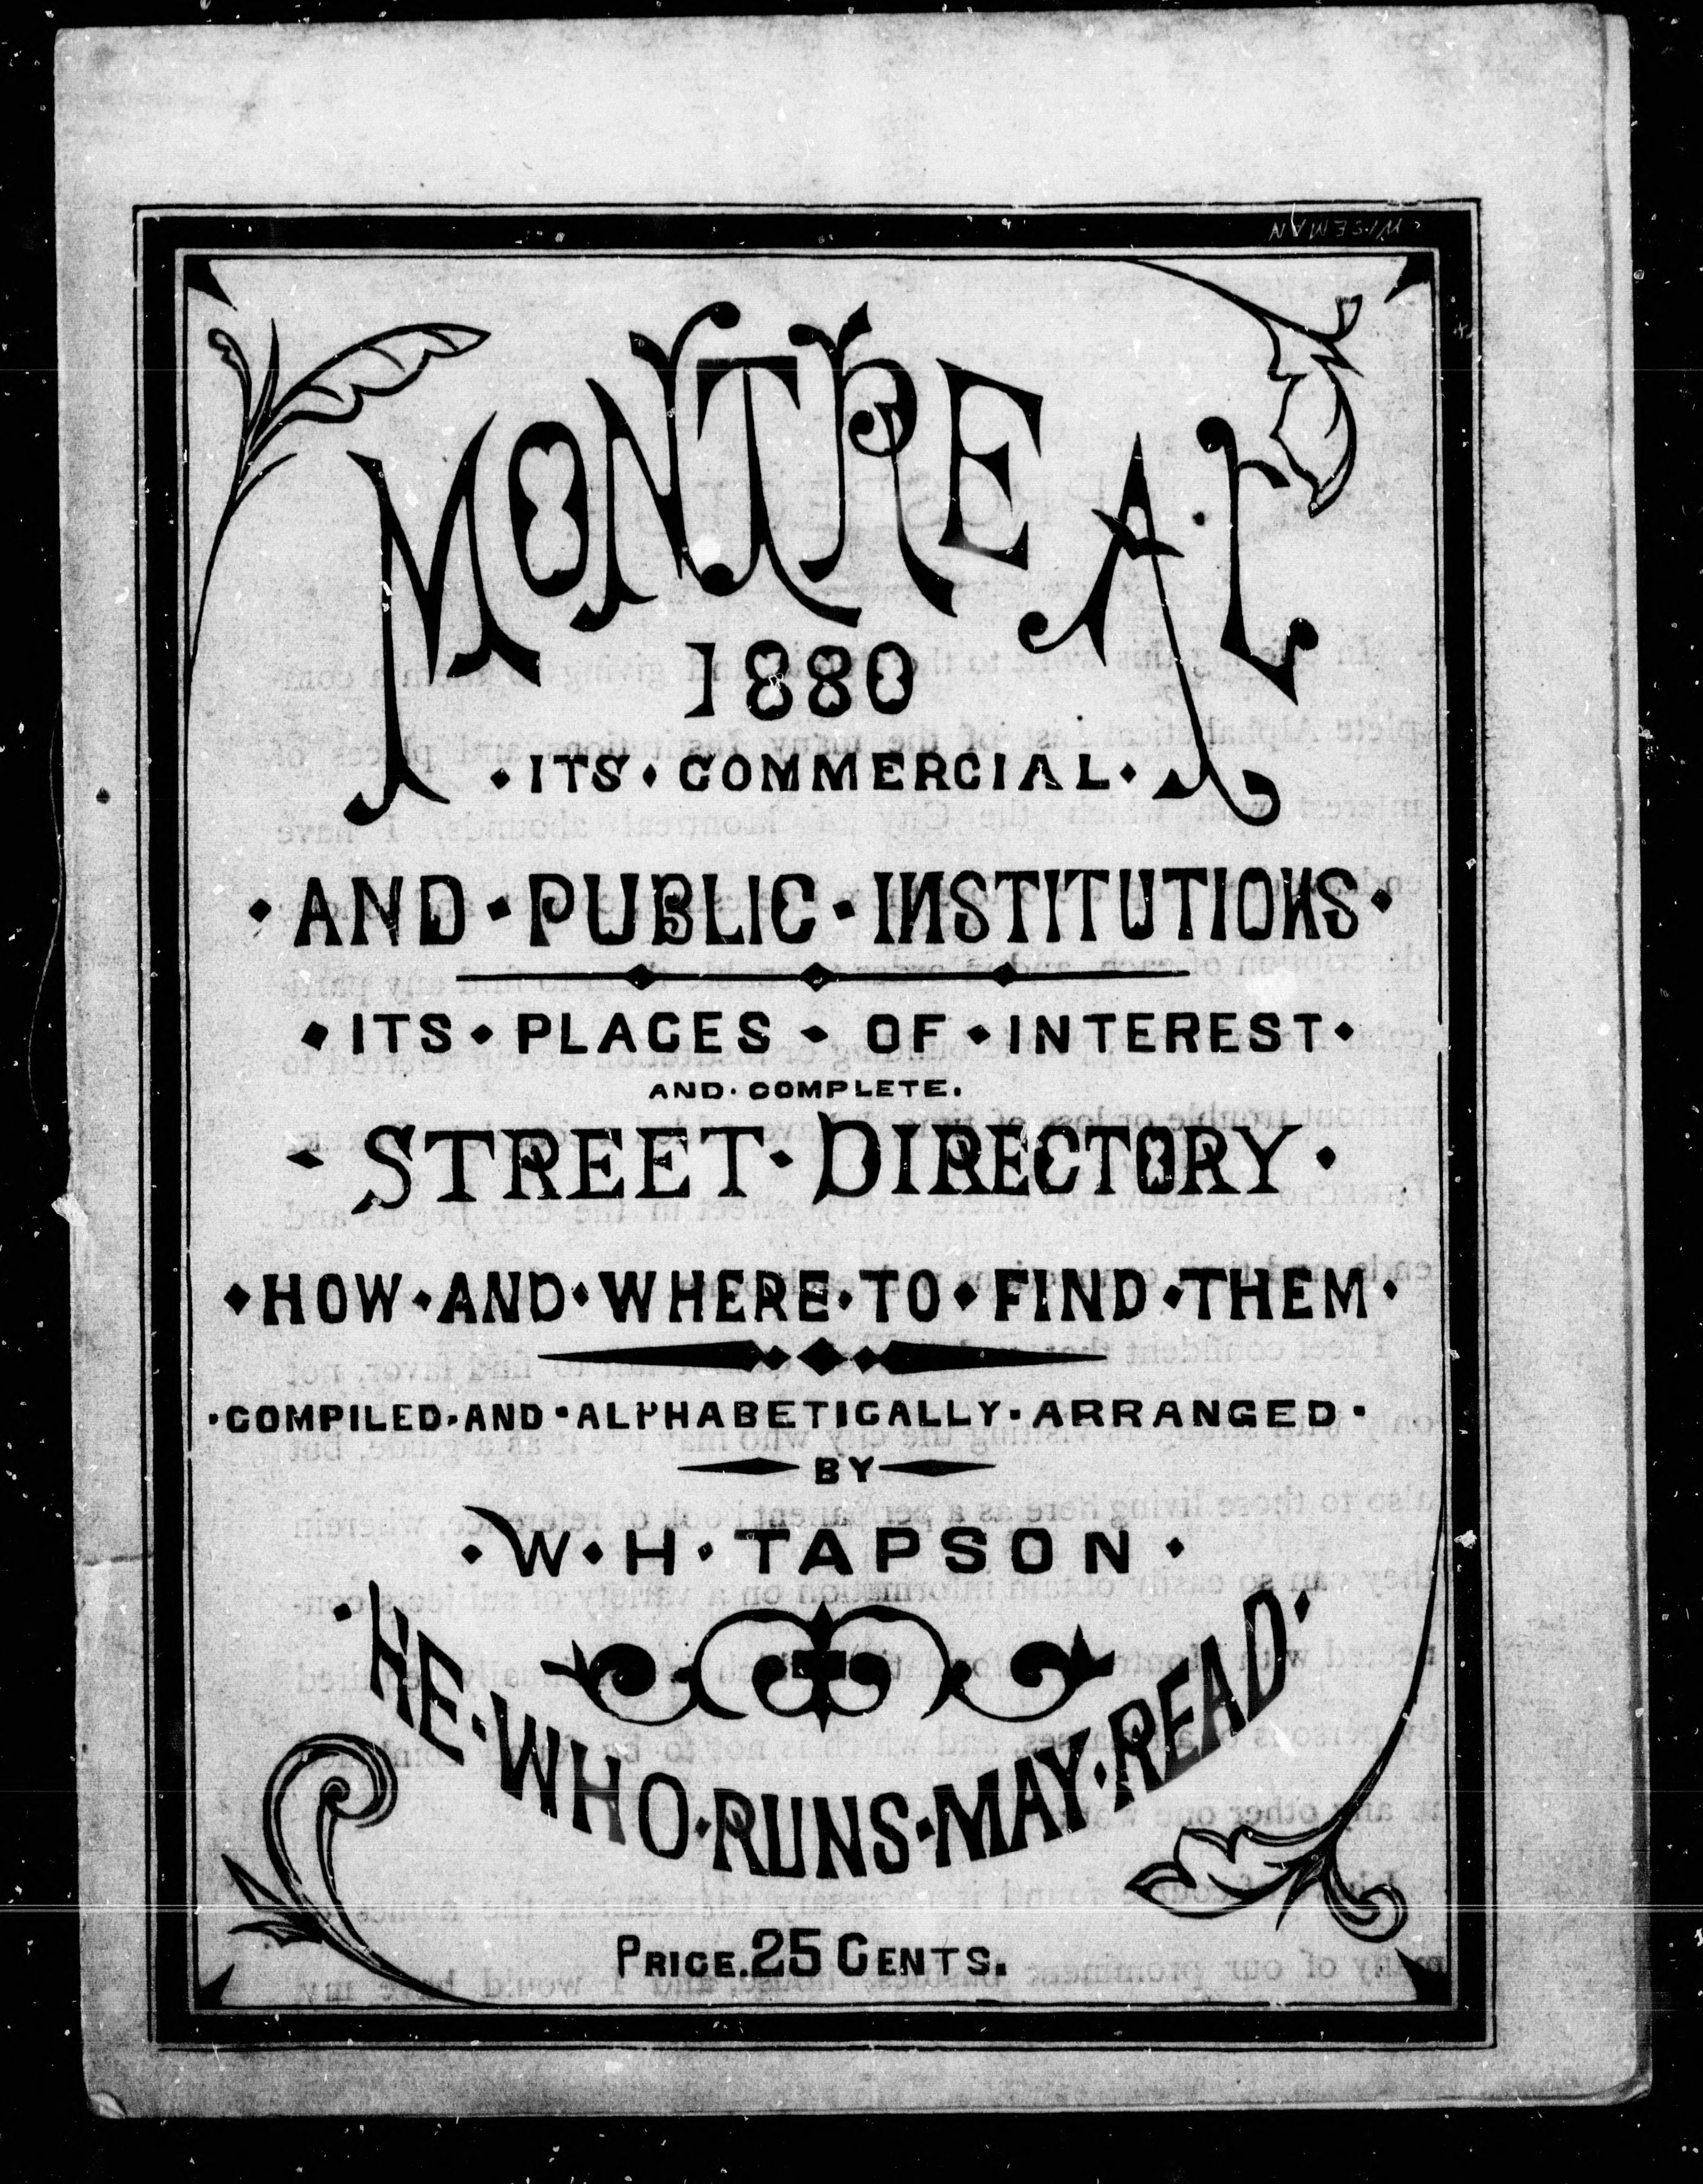 WISEMAN
MONTREAL
1880
ITS · COMMERCIAL ·
· AND · PUBLIC · INSTITUTIONS ·
· ITS · PLACES · OF · INTEREST ·
AND · COMPLETE.
· STREET · DIRECTORY ·
· HOW · AND · WHERE · TO · FIND · THEM ·
· COMPILED · AND · ALPHABETICALLY · ARRANGED ·
BY
· W · H · TAPSON ·
"HE · WHO · RUNS · MAY · READ"
PRICE. 25 CENTS.